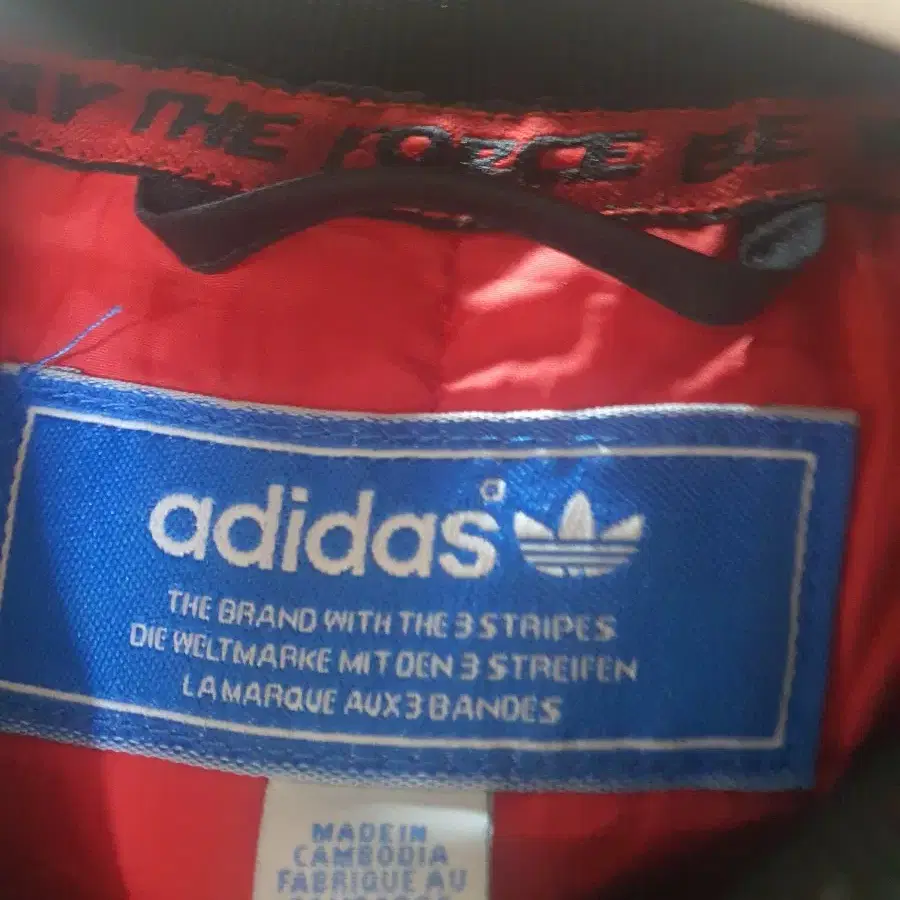 THE FORCE BE
adidas
THE BRAND WITH THE 3 STRIPES
DIE WELTMARKE MIT DEN 3 STREIFEN
LA MARQUE AUX 3 BANDES
MADE IN
CAMBODIA
FABRIQUE AU